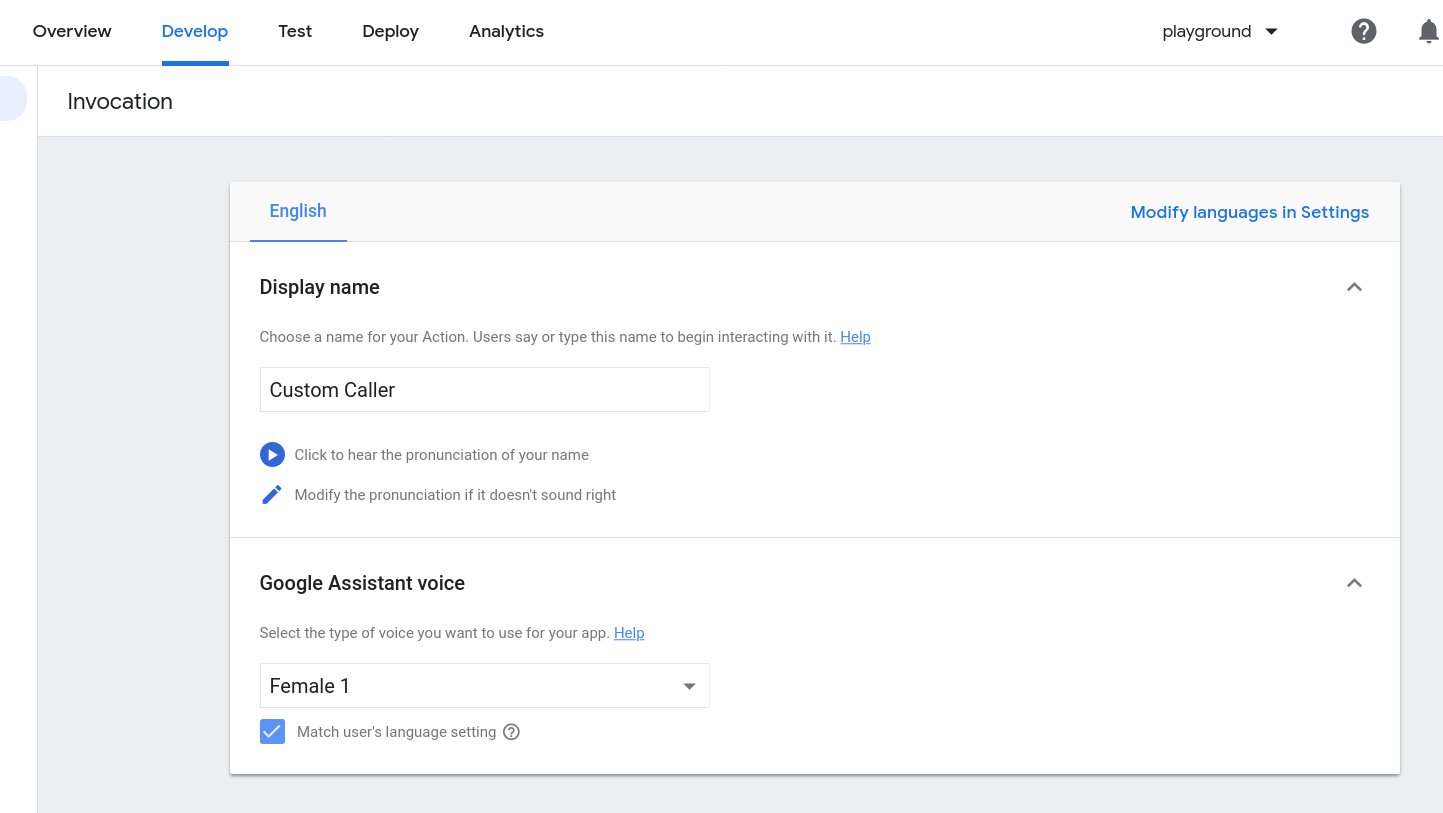 Overview Develop Test Deploy Analytics playground
Invocation
English Modify languages in Settings
Display name
Choose a name for your Action. Users say or type this name to begin interacting with it. Help
Custom Caller
Click to hear the pronunciation of your name
Modify the pronunciation if it doesn't sound right
Google Assistant voice
Select the type of voice you want to use for your app. Help
Female 1
Match user's language setting